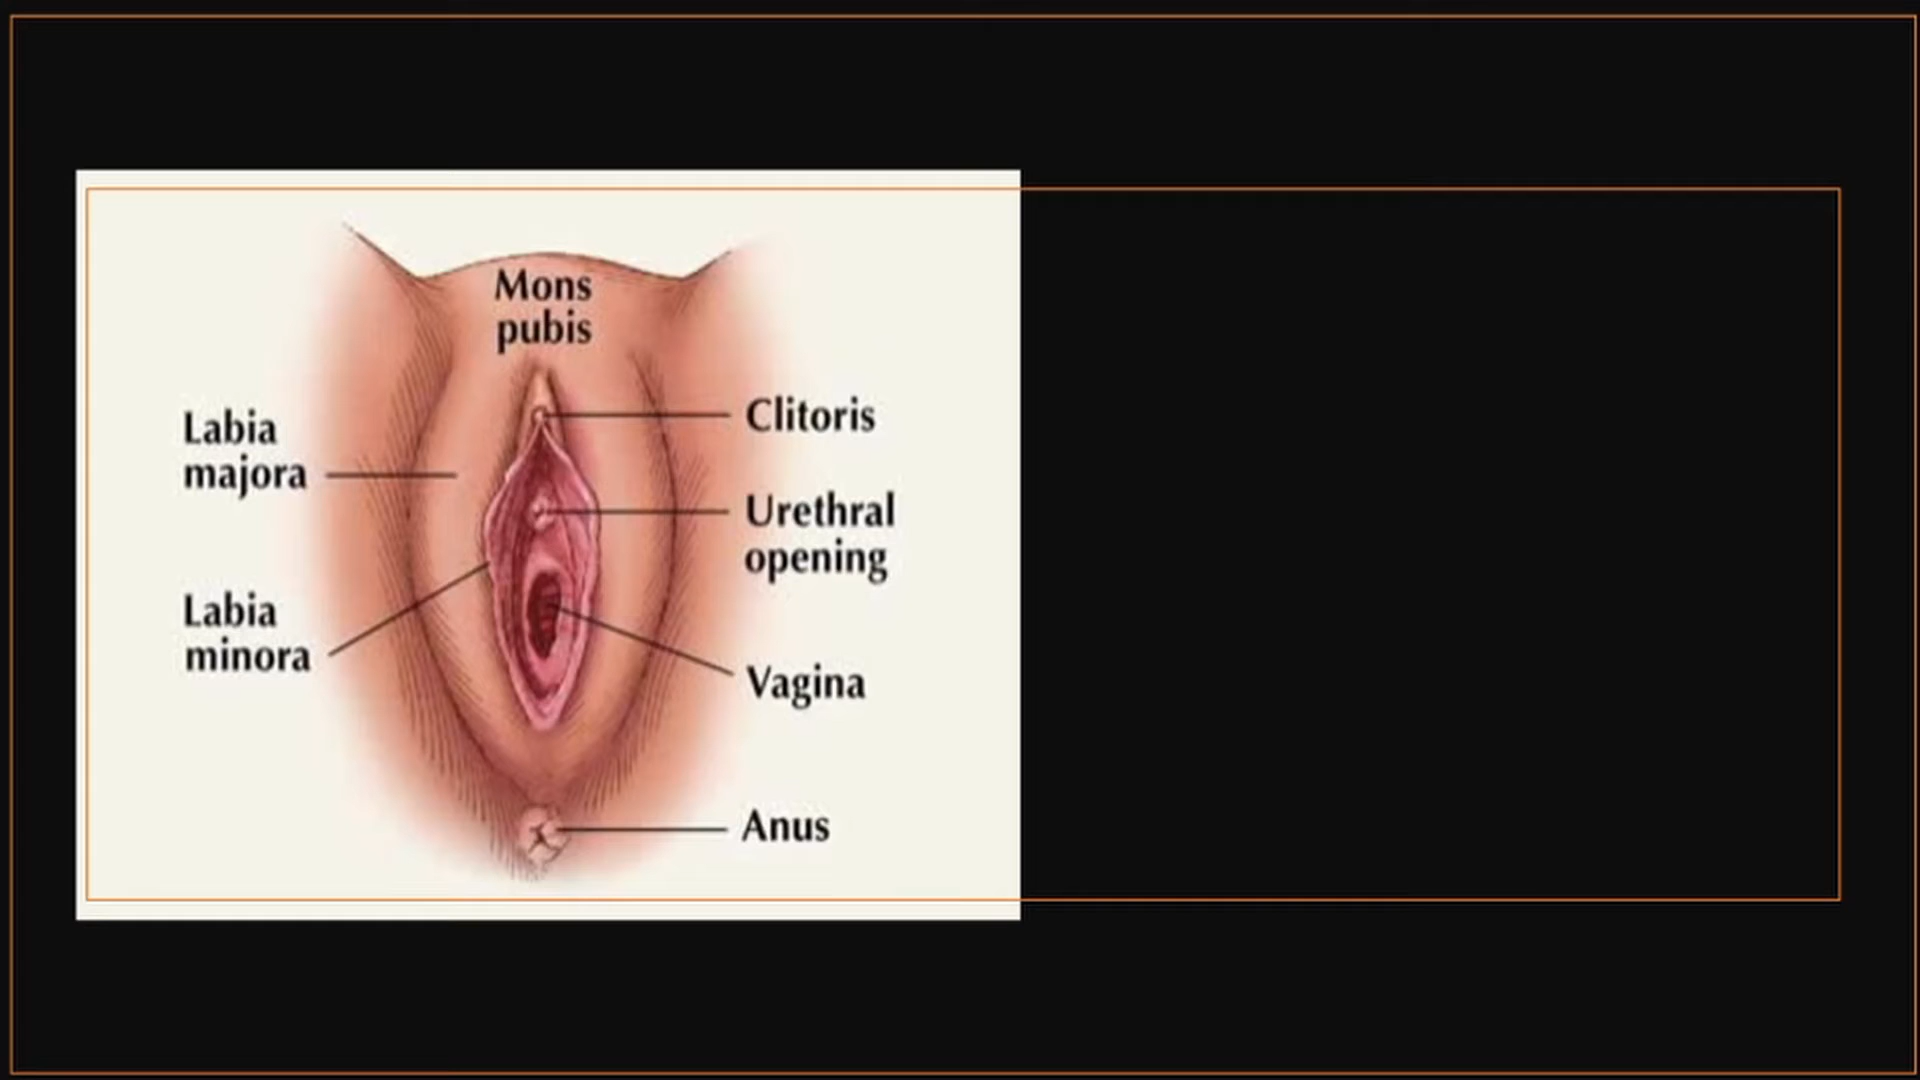 Mons
pubis
Labia
majora
Clitoris
Urethral
opening
Labia
minora
Vagina
Anus